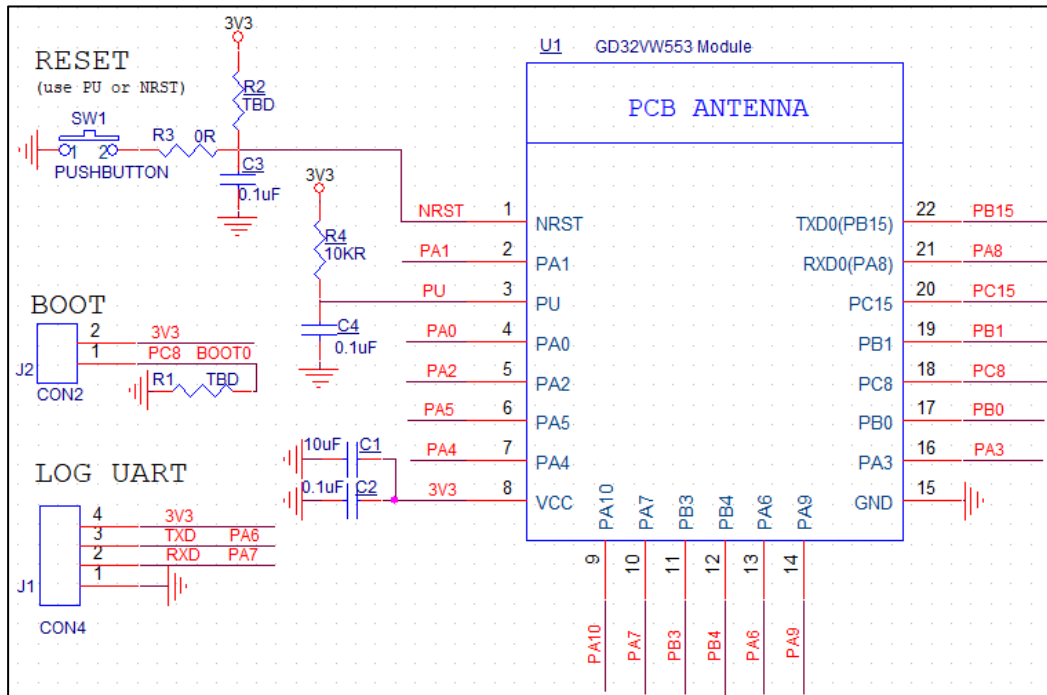 3V3
U1 GD32VW553 Module
RESET
(use PU or NRST)
R2
TBD
PCB ANTENNA
SW1
R3 0R
1 2
PUSHBUTTON
C3
0.1uF
3V3
R4
10KR
NRST 1 NRST
PA1 2 PA1
PU 3 PU
PA0 4 PA0
PA2 5 PA2
PA5 6 PA5
PA4 7 PA4
3V3 8 VCC
C4
0.1uF
TXD0(PB15) 22 PB15
RXD0(PA8) 21 PA8
PC15 20 PC15
PB1 19 PB1
PC8 18 PC8
PB0 17 PB0
PA3 16 PA3
GND 15
BOOT
2 3V3
1 PC8 BOOT0
J2
R1 TBD
CON2
10uF C1
0.1uF C2
LOG UART
4 3V3
3 TXD PA6
2 RXD PA7
1
J1
CON4
PA10 PA7 PB3 PB4 PA6 PA9
9 10 11 12 13 14
PA10 PA7 PB3 PB4 PA6 PA9